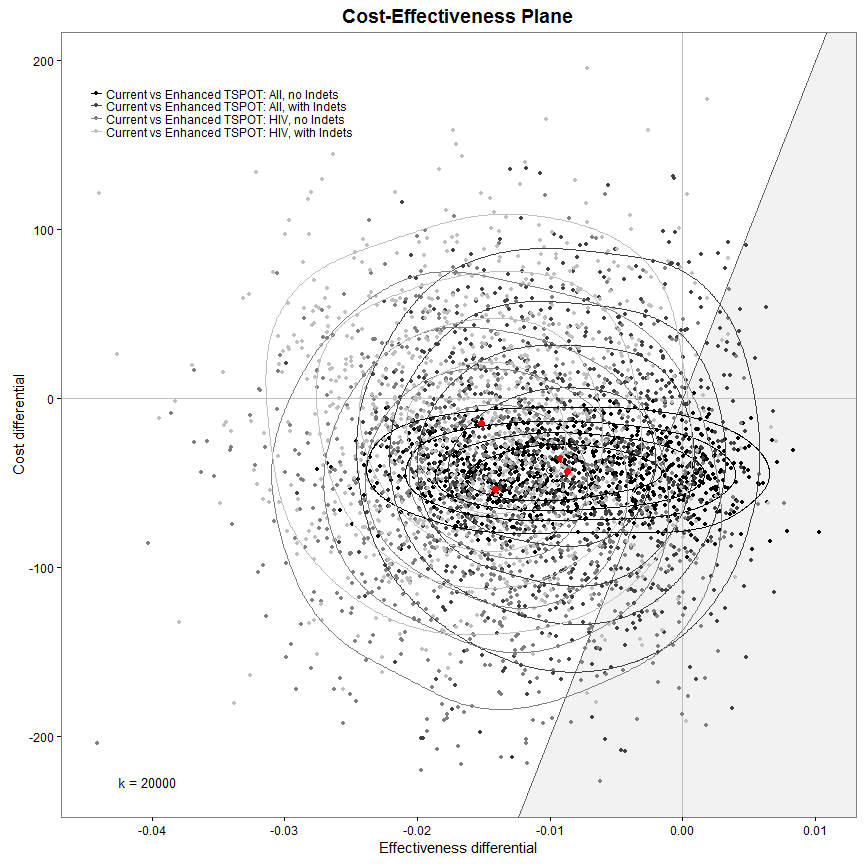 Cost-Effectiveness Plane
Current vs Enhanced TSPOT: All, no Indets
Current vs Enhanced TSPOT: All, with Indets
Current vs Enhanced TSPOT: HIV, no Indets
Current vs Enhanced TSPOT: HIV, with Indets
200
100
0
-100
-200
Cost differential
k = 20000
-0.04 -0.03 -0.02 -0.01 0.00 0.01
Effectiveness differential